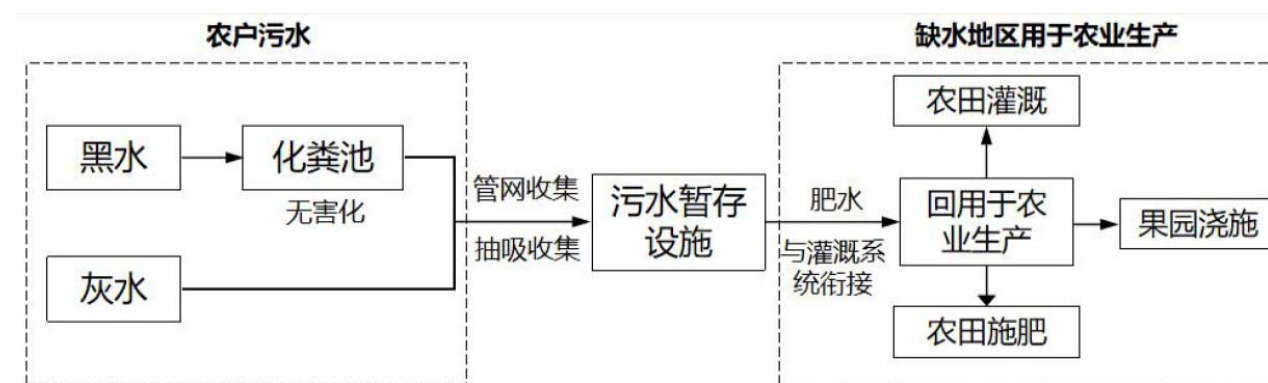 农户污水
缺水地区用于农业生产
黑水
化粪池
无害化
灰水
管网收集
抽吸收集
污水暂存
设施
肥水
与灌溉系
统衔接
农田灌溉
回用于农
业生产
果园浇施
农田施肥